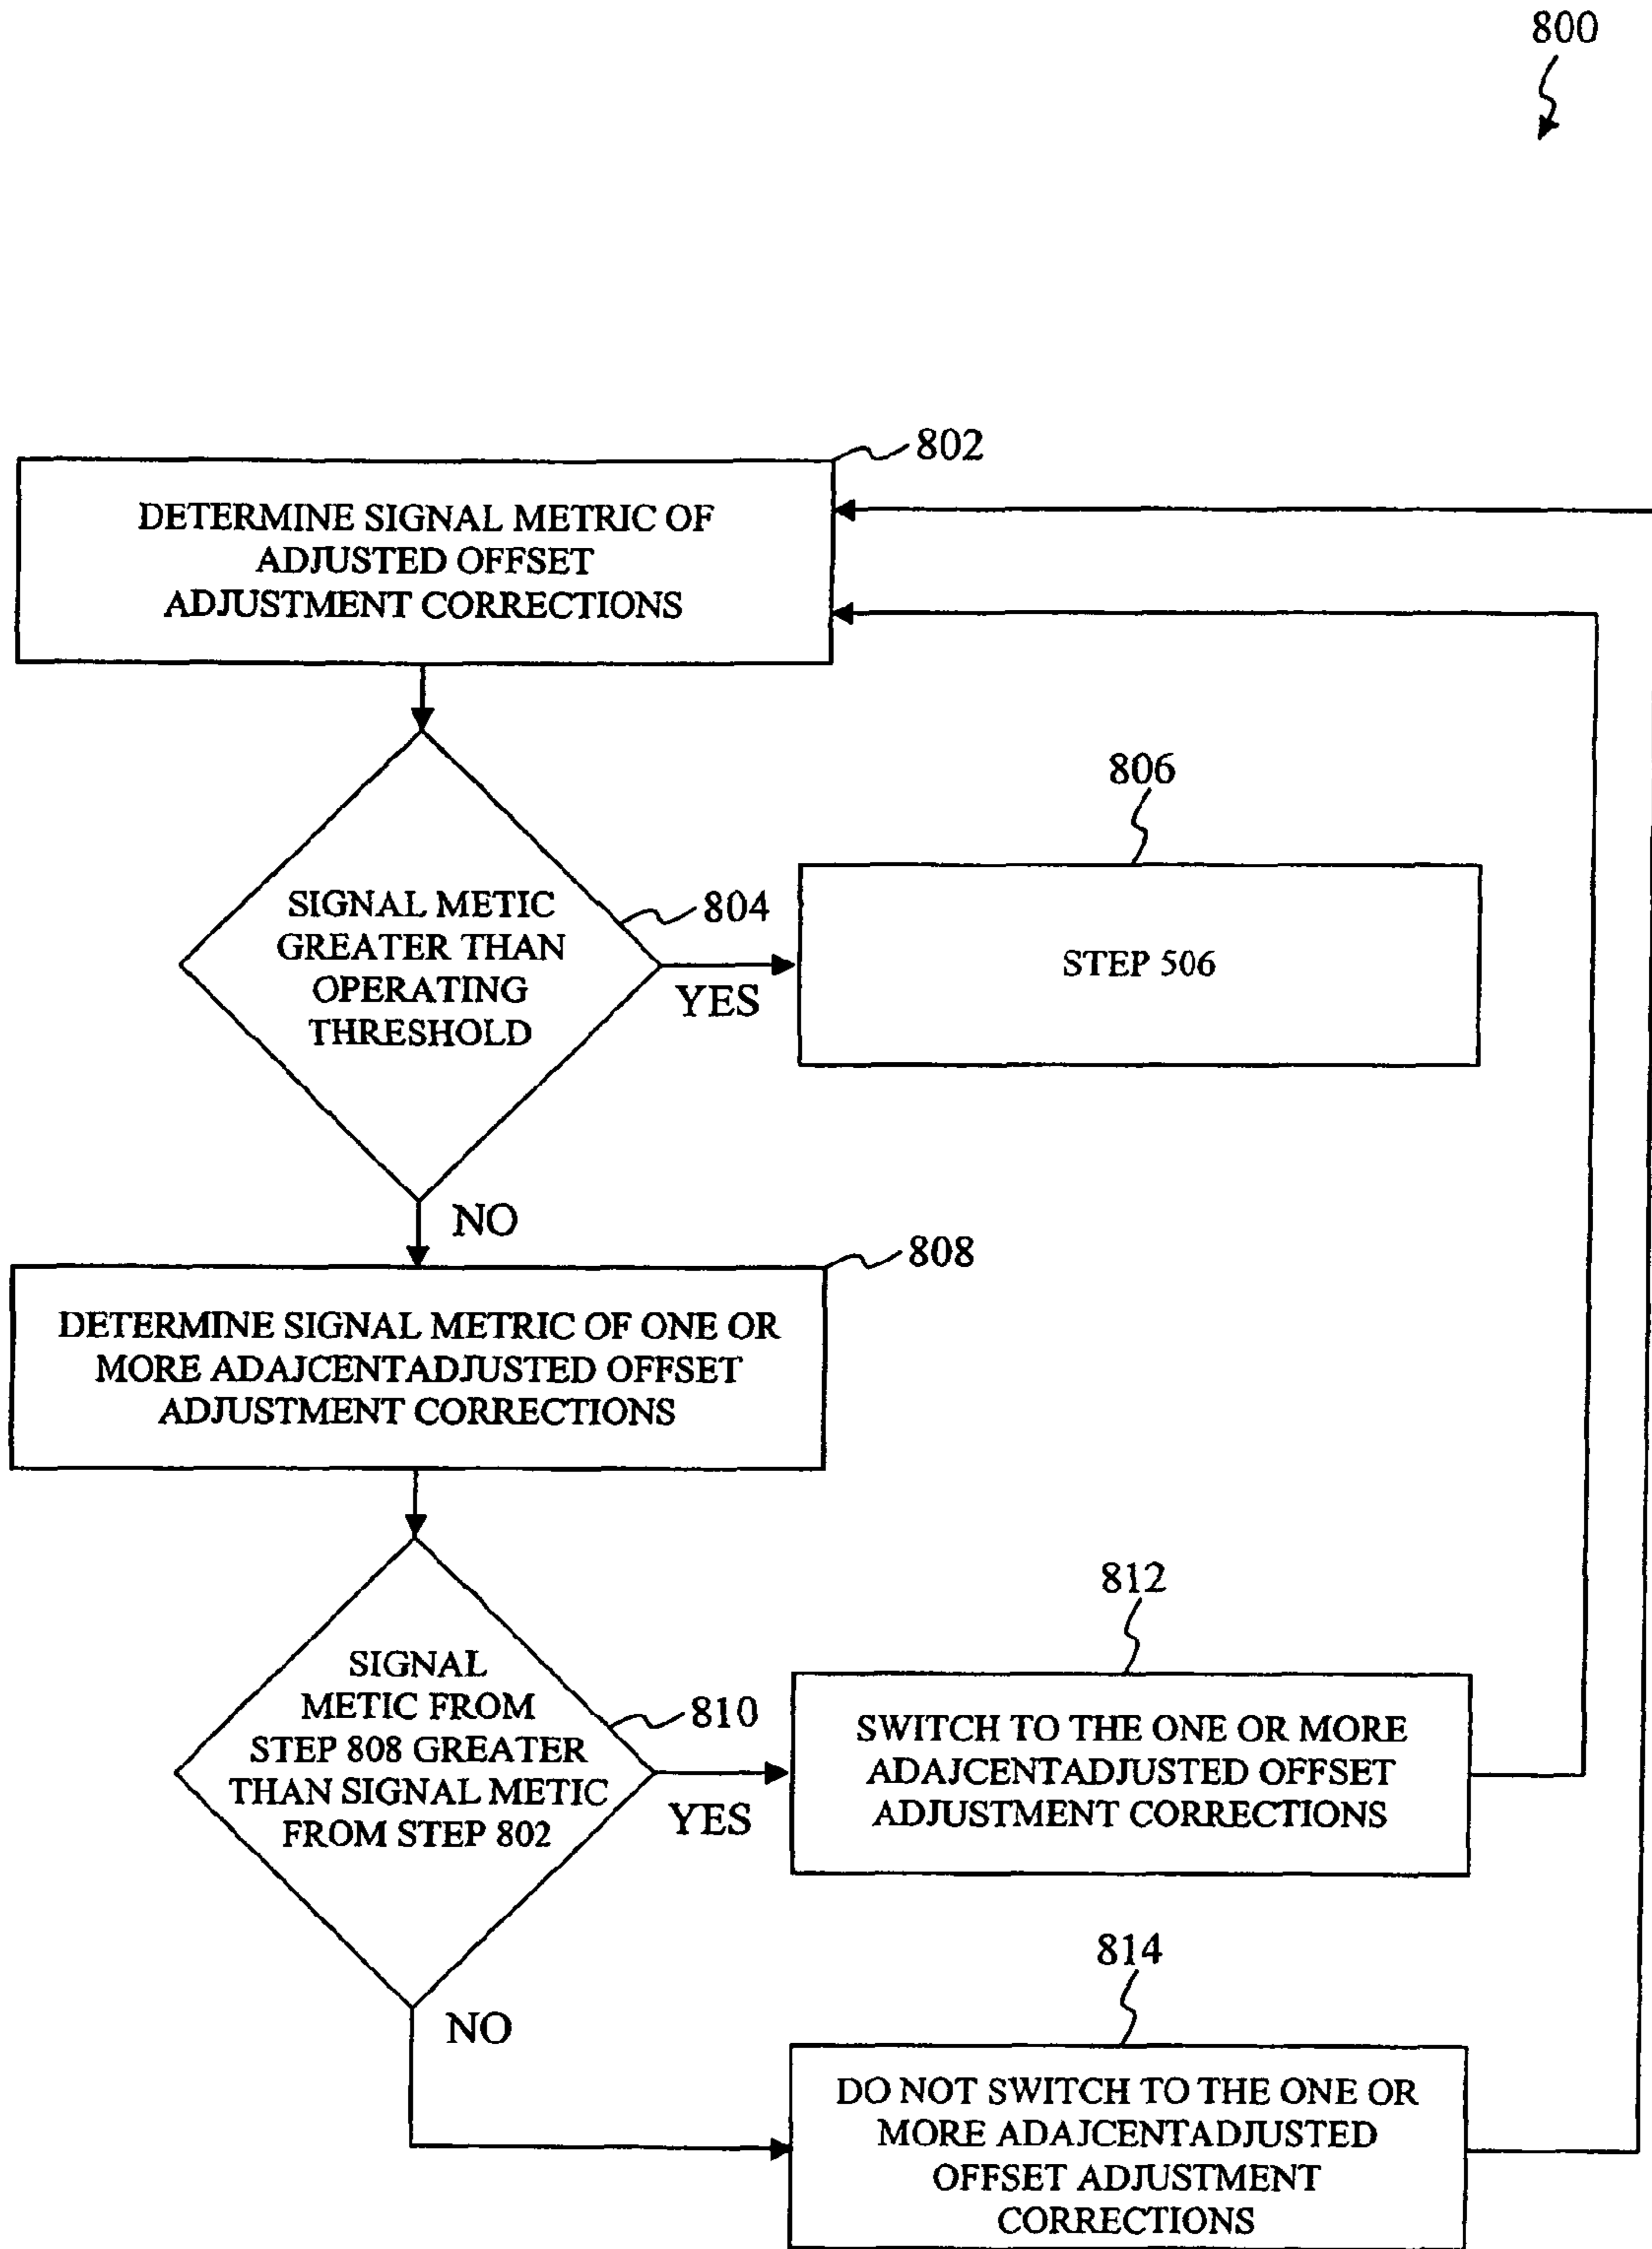 800
802
DETERMINE SIGNAL METRIC OF
ADJUSTED OFFSET
ADJUSTMENT CORRECTIONS
806
SIGNAL METIC
GREATER THAN
OPERATING
THRESHOLD
804
YES
STEP 506
NO
808
DETERMINE SIGNAL METRIC OF ONE OR
MORE ADAJCENTADJUSTED OFFSET
ADJUSTMENT CORRECTIONS
812
SIGNAL
METIC FROM
STEP 808 GREATER
THAN SIGNAL METIC
FROM STEP 802
810
YES
SWITCH TO THE ONE OR MORE
ADAJCENTADJUSTED OFFSET
ADJUSTMENT CORRECTIONS
814
NO
DO NOT SWITCH TO THE ONE OR
MORE ADAJCENTADJUSTED
OFFSET ADJUSTMENT
CORRECTIONS